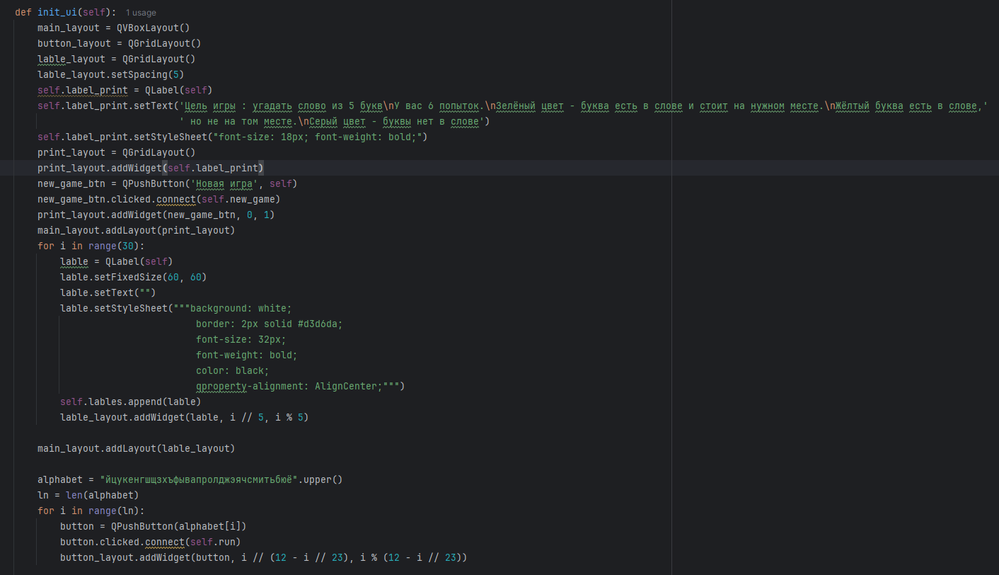 def init_ui(self): 1 usage
    main_layout = QVBoxLayout()
    button_layout = QGridLayout()
    lable_layout = QGridLayout()
    lable_layout.setSpacing(5)
    self.label_print = QLabel(self)
    self.label_print.setText('Цель игры : угадать слово из 5 букв\nУ вас 6 попыток.\nЗелёный цвет - буква есть в слове и стоит на нужном месте.\nЖёлтый буква есть в слове,'
                             ' но не на том месте.\nСерый цвет - буквы нет в слове')
    self.label_print.setStyleSheet("font-size: 18px; font-weight: bold;")
    print_layout = QGridLayout()
    print_layout.addWidget(self.label_print)
    new_game_btn = QPushButton('Новая игра', self)
    new_game_btn.clicked.connect(self.new_game)
    print_layout.addWidget(new_game_btn, 0, 1)
    main_layout.addLayout(print_layout)
    for i in range(30):
        lable = QLabel(self)
        lable.setFixedSize(60, 60)
        lable.setText("")
        lable.setStyleSheet("""background: white;
                                border: 2px solid #d3d6da;
                                font-size: 32px;
                                font-weight: bold;
                                color: black;
                                qproperty-alignment: AlignCenter;""")
        self.lables.append(lable)
        lable_layout.addWidget(lable, i // 5, i % 5)

    main_layout.addLayout(lable_layout)

    alphabet = "йцукенгшщзхъфывапролджэячсмитьбюё".upper()
    ln = len(alphabet)
    for i in range(ln):
        button = QPushButton(alphabet[i])
        button.clicked.connect(self.run)
        button_layout.addWidget(button, i // (12 - i // 23), i % (12 - i // 23))